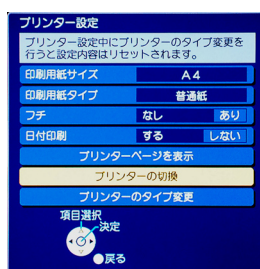 プリンター設定
プリンター設定中にプリンターのタイプ変更を
行うと設定内容はリセットされます。
印刷用紙サイズ A4
印刷用紙タイプ 普通紙
フチ なし あり
日付印刷 する しない
プリンターページを表示
プリンターの切換
プリンターのタイプ変更
項目選択
決定
戻る